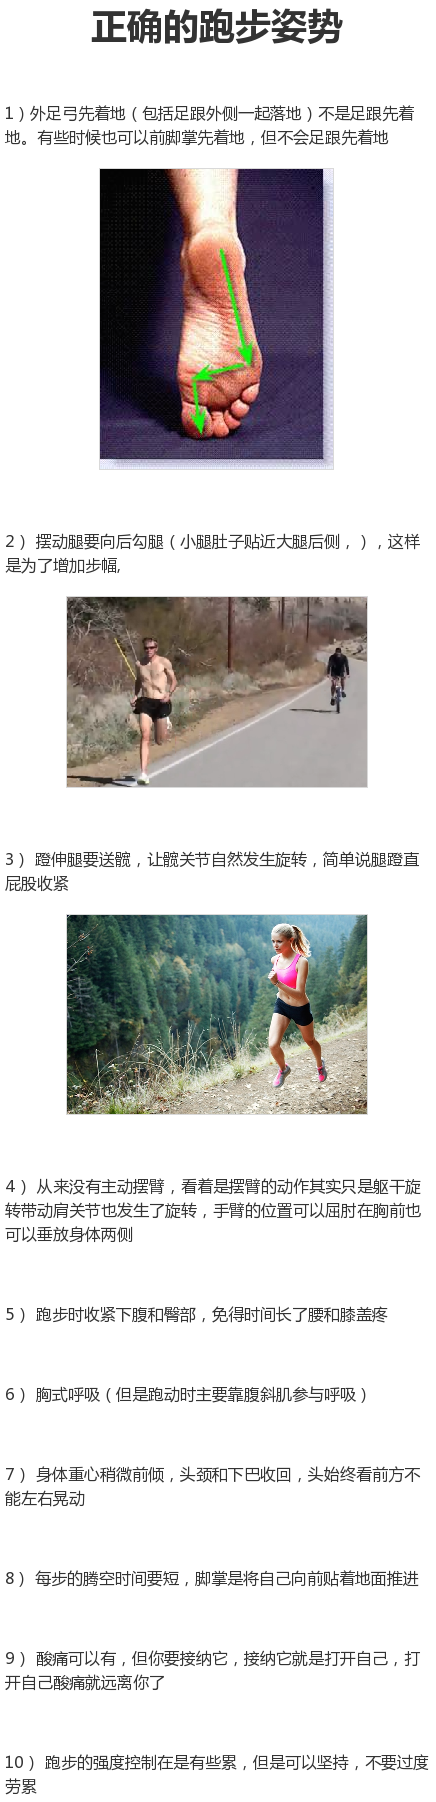 正确的跑步姿势
1）外足弓先着地（包括足跟外侧一起落地）不是足跟先着
地。有些时候也可以前脚掌先着地，但不会足跟先着地
2） 摆动腿要向后勾腿（小腿肚子贴近大腿后侧，），这样
是为了增加步幅,
3） 蹬伸腿要送髋，让髋关节自然发生旋转，简单说腿蹬直
屁股收紧
4） 从来没有主动摆臂，看着是摆臂的动作其实只是躯干旋
转带动肩关节也发生了旋转，手臂的位置可以屈肘在胸前也
可以垂放身体两侧
5） 跑步时收紧下腹和臀部，免得时间长了腰和膝盖疼
6） 胸式呼吸（但是跑动时主要靠腹斜肌参与呼吸）
7） 身体重心稍微前倾，头颈和下巴收回，头始终看前方不
能左右晃动
8） 每步的腾空时间要短，脚掌是将自己向前贴着地面推进
9） 酸痛可以有，但你要接纳它，接纳它就是打开自己，打
开自己酸痛就远离你了
10） 跑步的强度控制在是有些累，但是可以坚持，不要过度
劳累